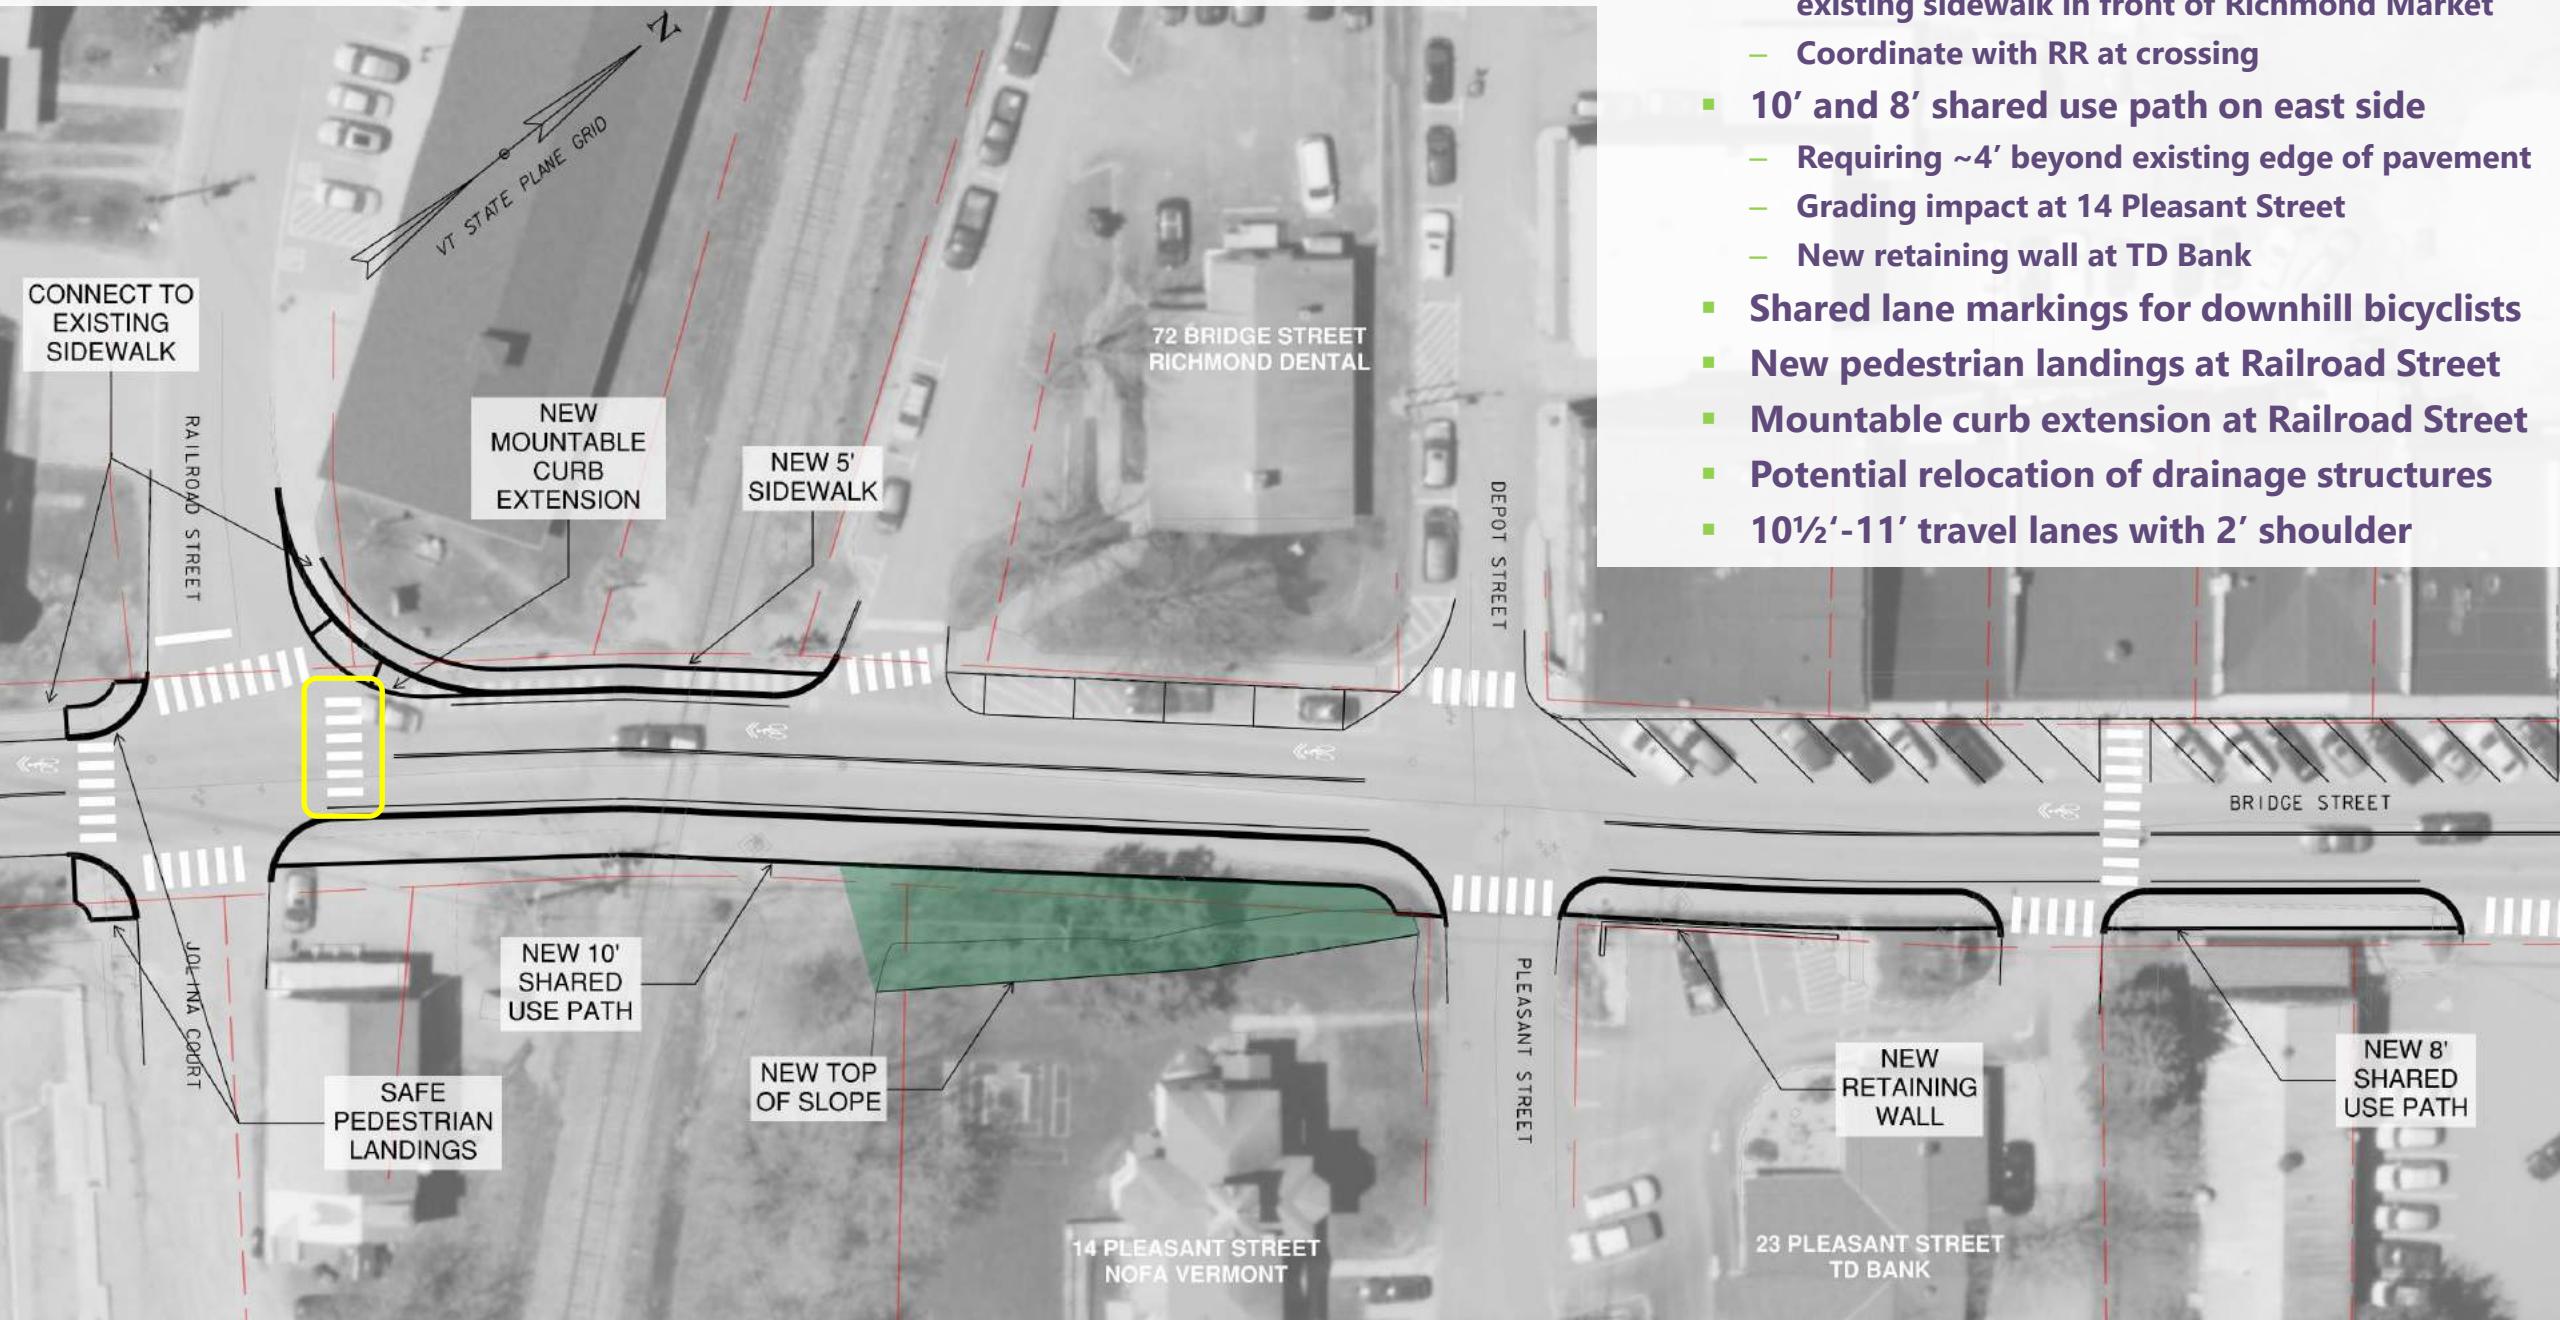 existing sidewalk in front of Richmond Market
– Coordinate with RR at crossing
▪ 10’ and 8’ shared use path on east side
– Requiring ~4’ beyond existing edge of pavement
– Grading impact at 14 Pleasant Street
– New retaining wall at TD Bank
▪ Shared lane markings for downhill bicyclists
▪ New pedestrian landings at Railroad Street
▪ Mountable curb extension at Railroad Street
▪ Potential relocation of drainage structures
▪ 10½‘-11’ travel lanes with 2’ shoulder
N
VT STATE PLANE GRID
CONNECT TO
EXISTING
SIDEWALK
RAILROAD STREET
NEW
MOUNTABLE
CURB
EXTENSION
NEW 5'
SIDEWALK
72 BRIDGE STREET
RICHMOND DENTAL
DEPOT STREET
BRIDGE STREET
JOLINA COURT
SAFE
PEDESTRIAN
LANDINGS
NEW 10'
SHARED
USE PATH
NEW TOP
OF SLOPE
14 PLEASANT STREET
NOFA VERMONT
PLEASANT STREET
NEW
RETAINING
WALL
23 PLEASANT STREET
TD BANK
NEW 8'
SHARED
USE PATH